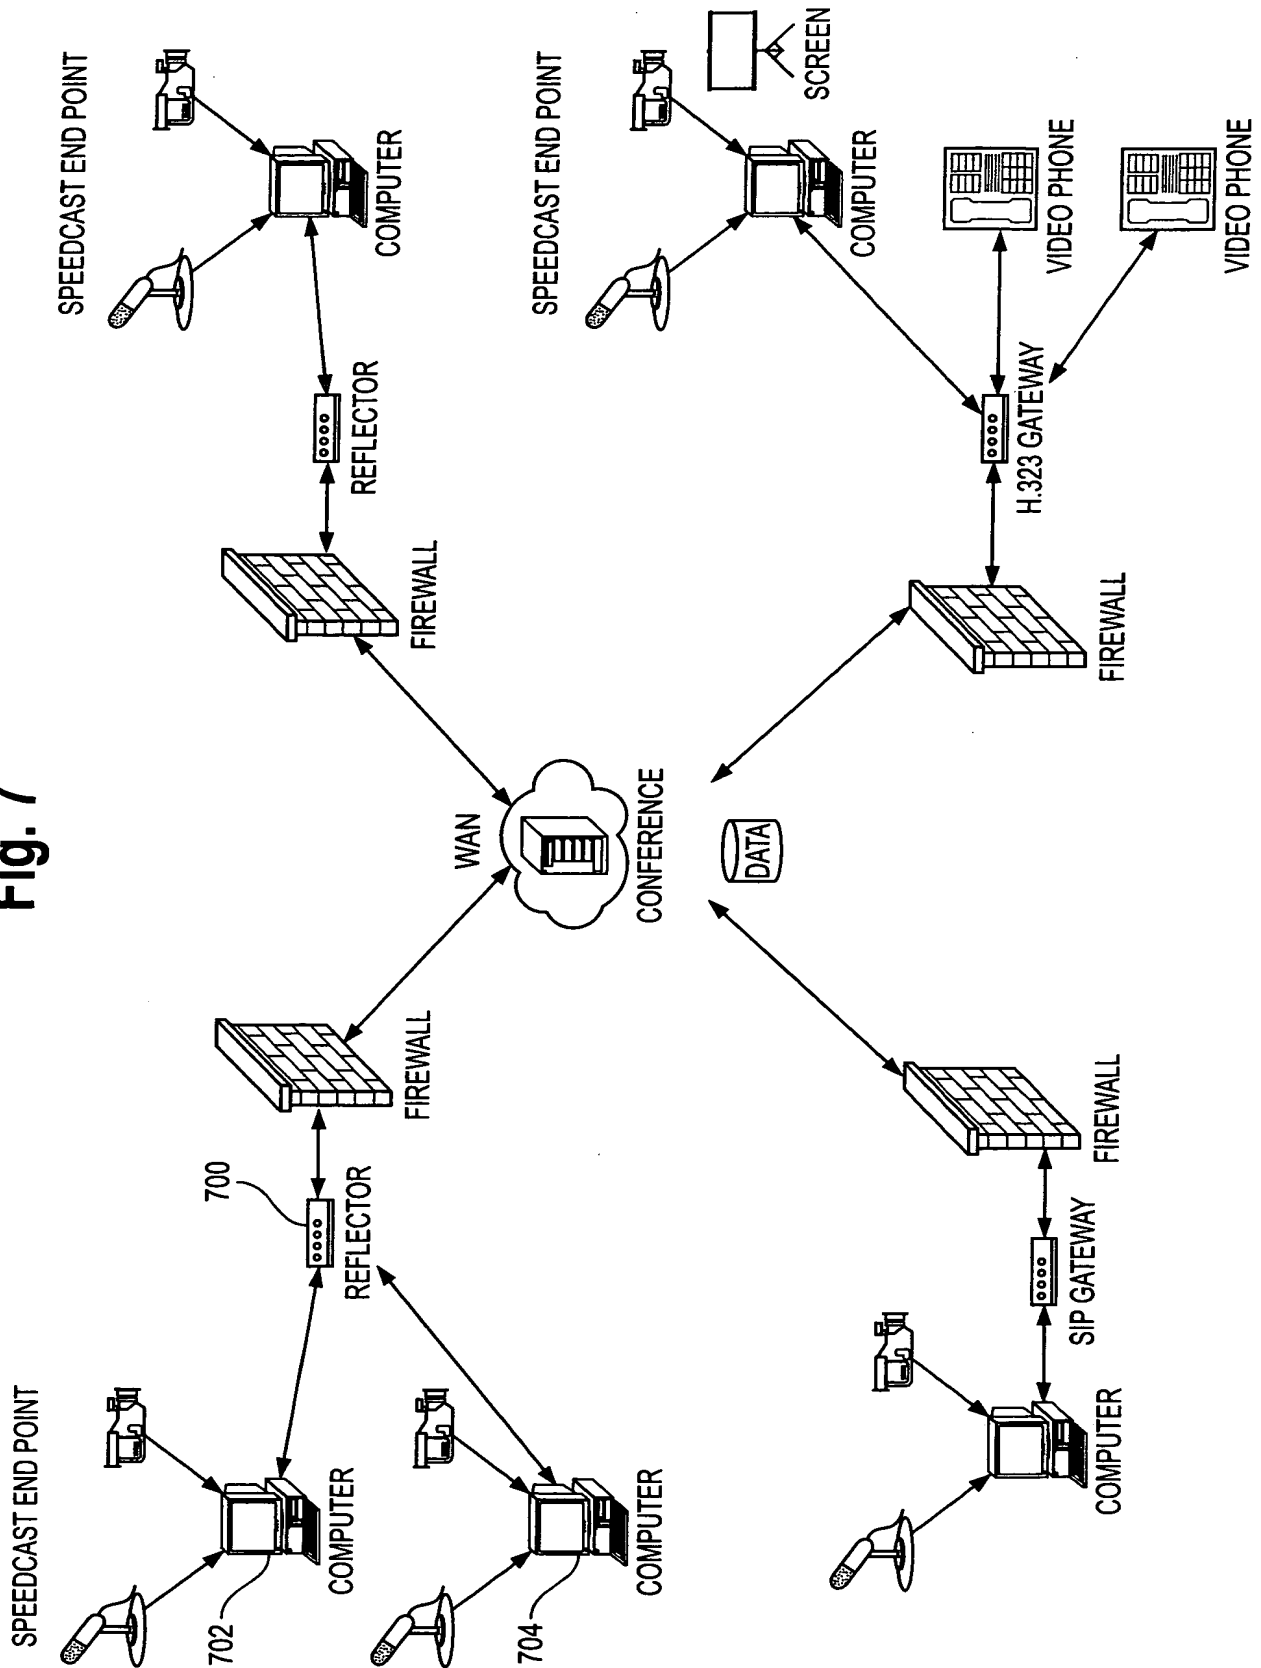 Fig. 7
SPEEDCAST END POINT
702
COMPUTER
704
COMPUTER
700
REFLECTOR
FIREWALL
WAN
CONFERENCE
DATA
FIREWALL
REFLECTOR
SPEEDCAST END POINT
COMPUTER
COMPUTER
SIP GATEWAY
FIREWALL
FIREWALL
H.323 GATEWAY
SPEEDCAST END POINT
COMPUTER
SCREEN
VIDEO PHONE
VIDEO PHONE